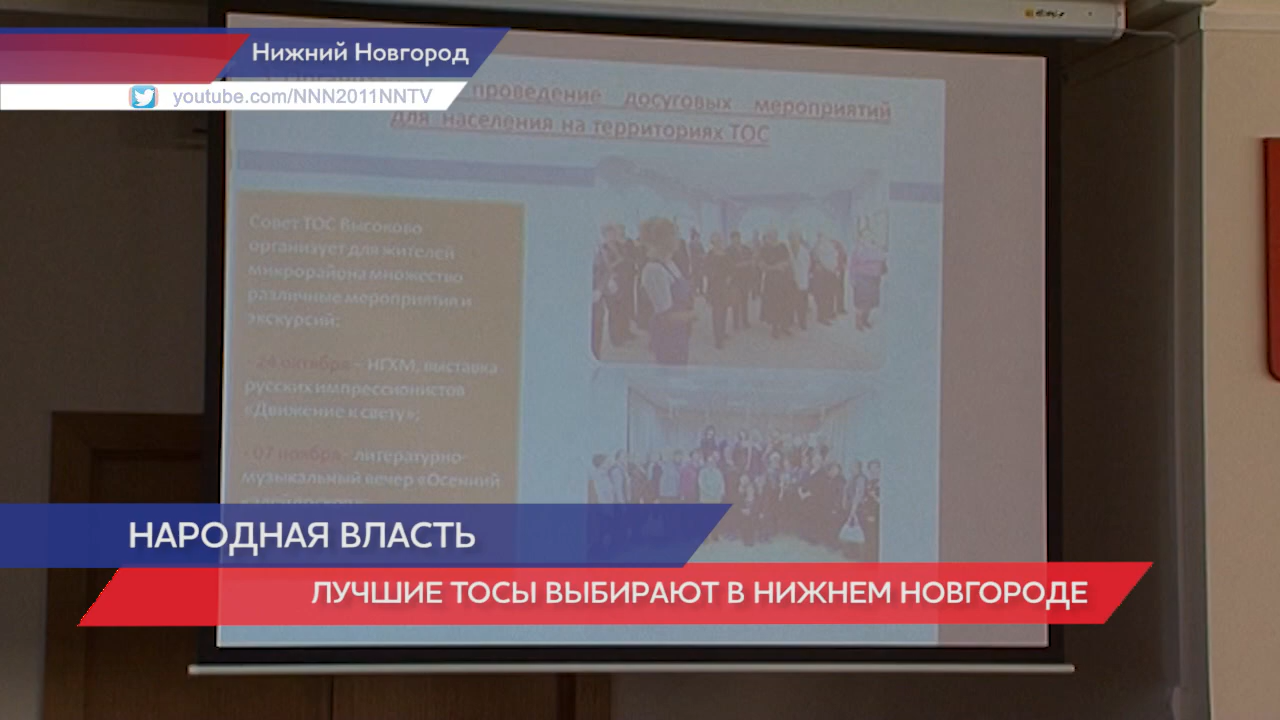 Нижний Новгород
youtube.com/NNN2011NNTV
проведение досуговых мероприятий
для населения на территориях ТОС
Совет ТОС Высоково
организует для жителей
микрорайона множество
различные мероприятия и
экскурсий:
- 24 октября – НГХМ, выставка
русских импрессионистов
«Движение к свету»;
- 07 ноября - литературно-
музыкальный вечер «Осенний
НАРОДНАЯ ВЛАСТЬ
ЛУЧШИЕ ТОСЫ ВЫБИРАЮТ В НИЖНЕМ НОВГОРОДЕ